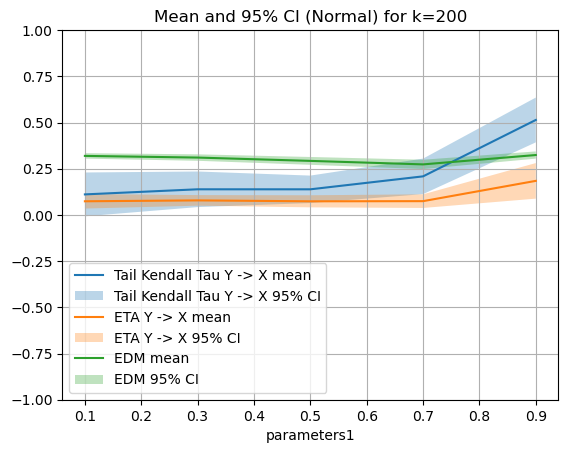 Mean and 95% CI (Normal) for k=200
1.00
0.75
0.50
0.25
0.00
−0.25
−0.50
−0.75
−1.00
Tail Kendall Tau Y -> X mean
Tail Kendall Tau Y -> X 95% CI
ETA Y -> X mean
ETA Y -> X 95% CI
EDM mean
EDM 95% CI
0.1 0.2 0.3 0.4 0.5 0.6 0.7 0.8 0.9
parameters1